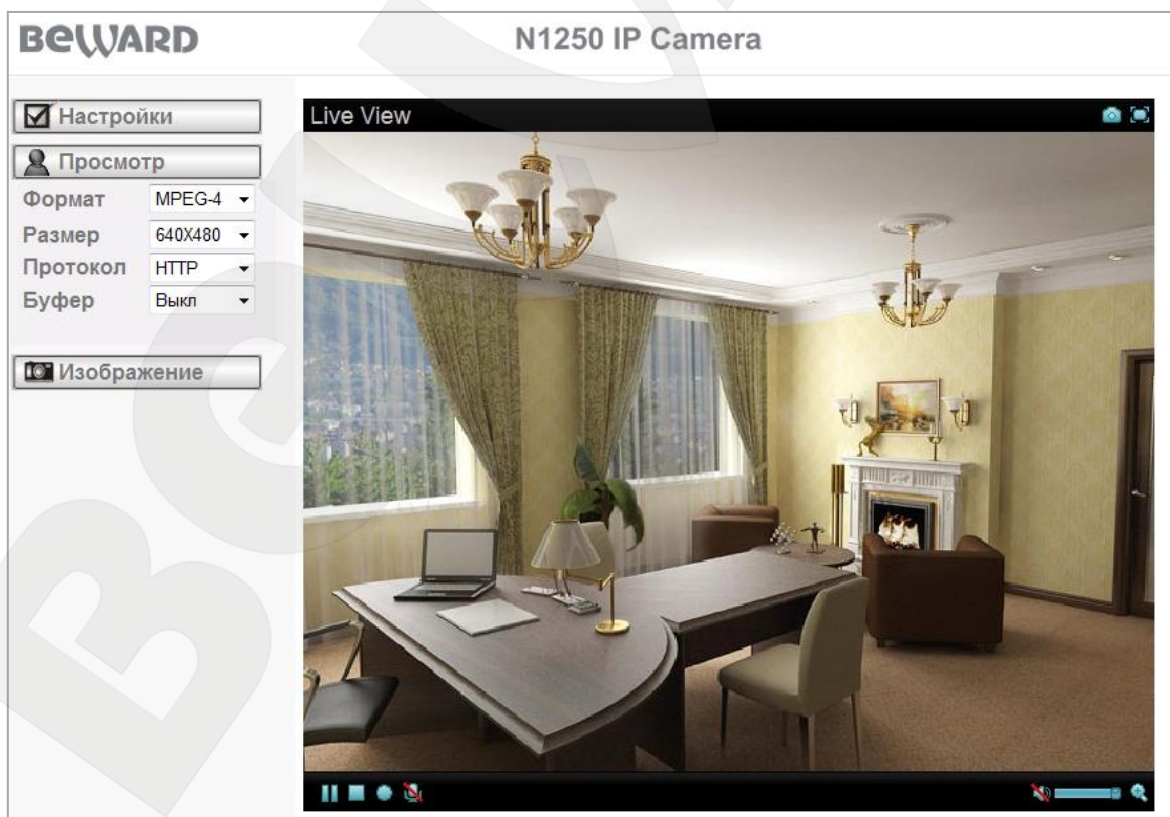 BEWARD
N1250 IP Camera
Настройки
Live View
Просмотр
Формат MPEG-4
Размер 640X480
Протокол HTTP
Буфер Выкл
Изображение